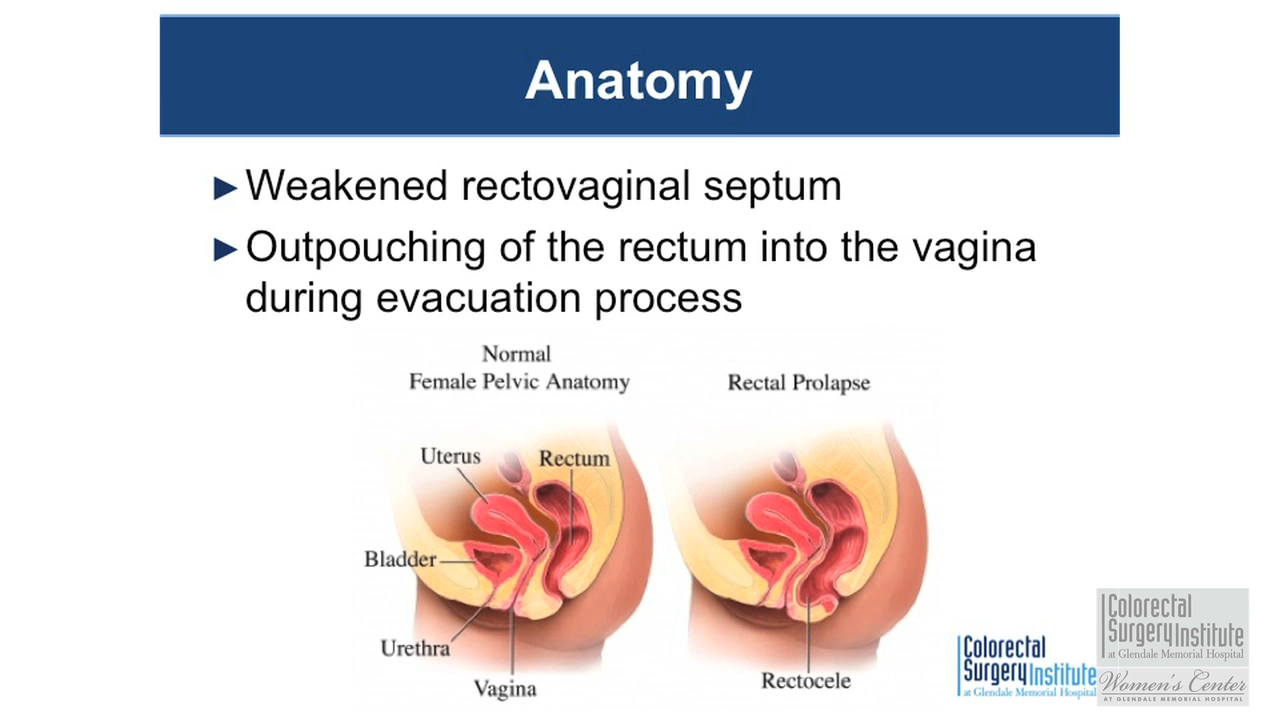 Anatomy
►Weakened rectovaginal septum
►Outpouching of the rectum into the vagina
during evacuation process
Normal
Female Pelvic Anatomy
Rectal Prolapse
Uterus
Rectum
Bladder
Urethra
Vagina
Rectocele
Colorectal
Surgery Institute
at Glendale Memorial Hospital
Colorectal
Surgery Institute
at Glendale Memorial Hospital
Women's Center
AT GLENDALE MEMORIAL HOSPITAL